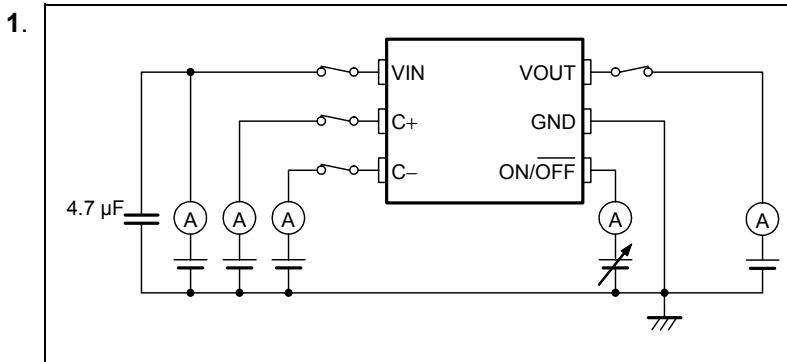 1.
VIN VOUT
C+ GND
C− ON/OFF
4.7 μF A A A A A